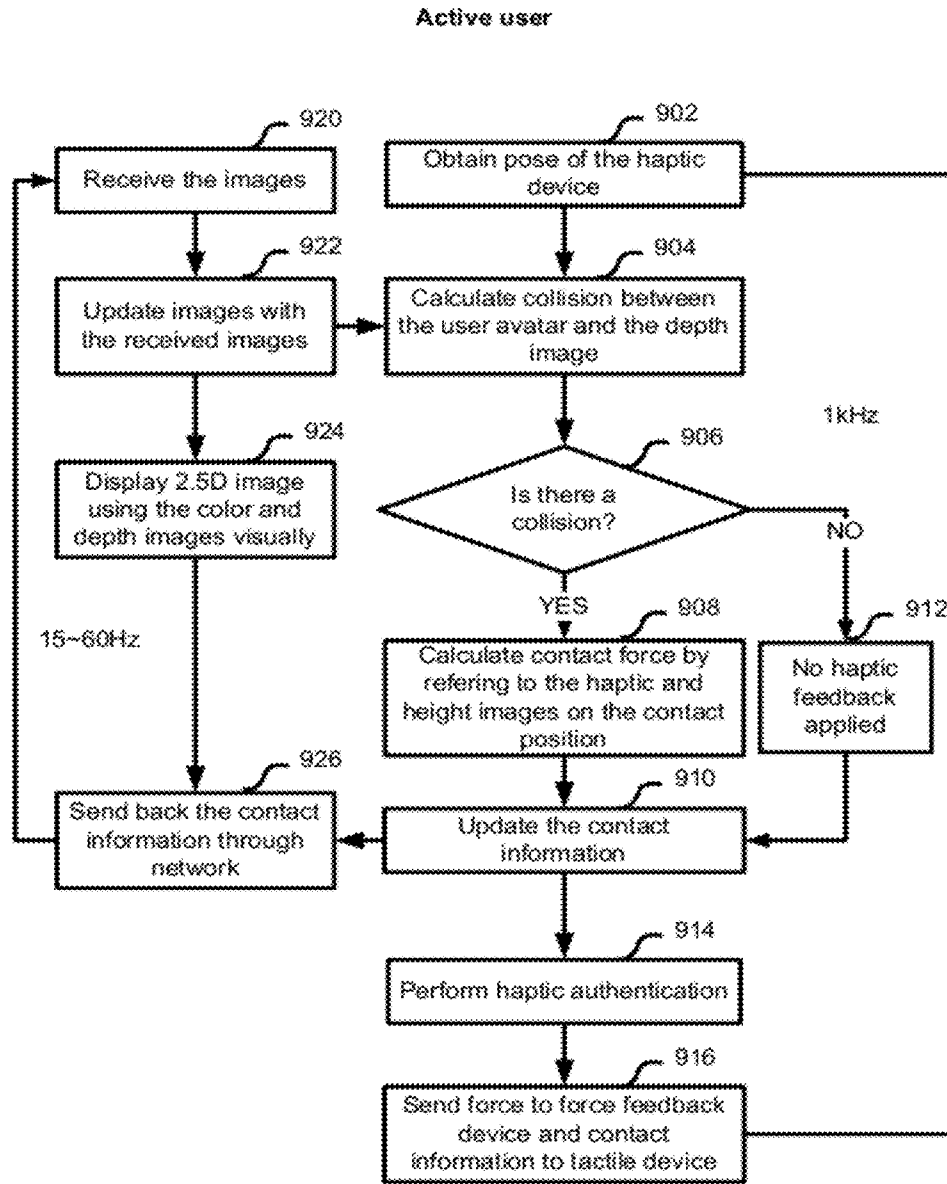 Active user
920
Receive the images
922
Update images with
the received images
924
Display 2.5D image
using the color and
depth images visually
15~60Hz
926
Send back the contact
information through
network
902
Obtain pose of the haptic
device
904
Calculate collision between
the user avatar and the depth
image
1kHz
906
Is there a
collision?
NO
YES
908
Calculate contact force by
refering to the haptic and
height images on the contact
position
912
No haptic
feedback
applied
910
Update the contact
information
914
Perform haptic authentication
916
Send force to force feedback
device and contact
information to tactile device